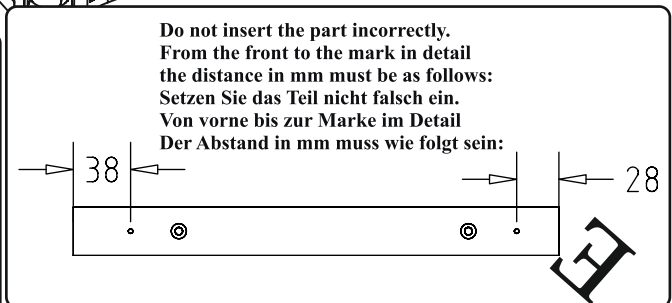 Do not insert the part incorrectly.
From the front to the mark in detail
the distance in mm must be as follows:
Setzen Sie das Teil nicht falsch ein.
Von vorne bis zur Marke im Detail
Der Abstand in mm muss wie folgt sein:
38
28
E